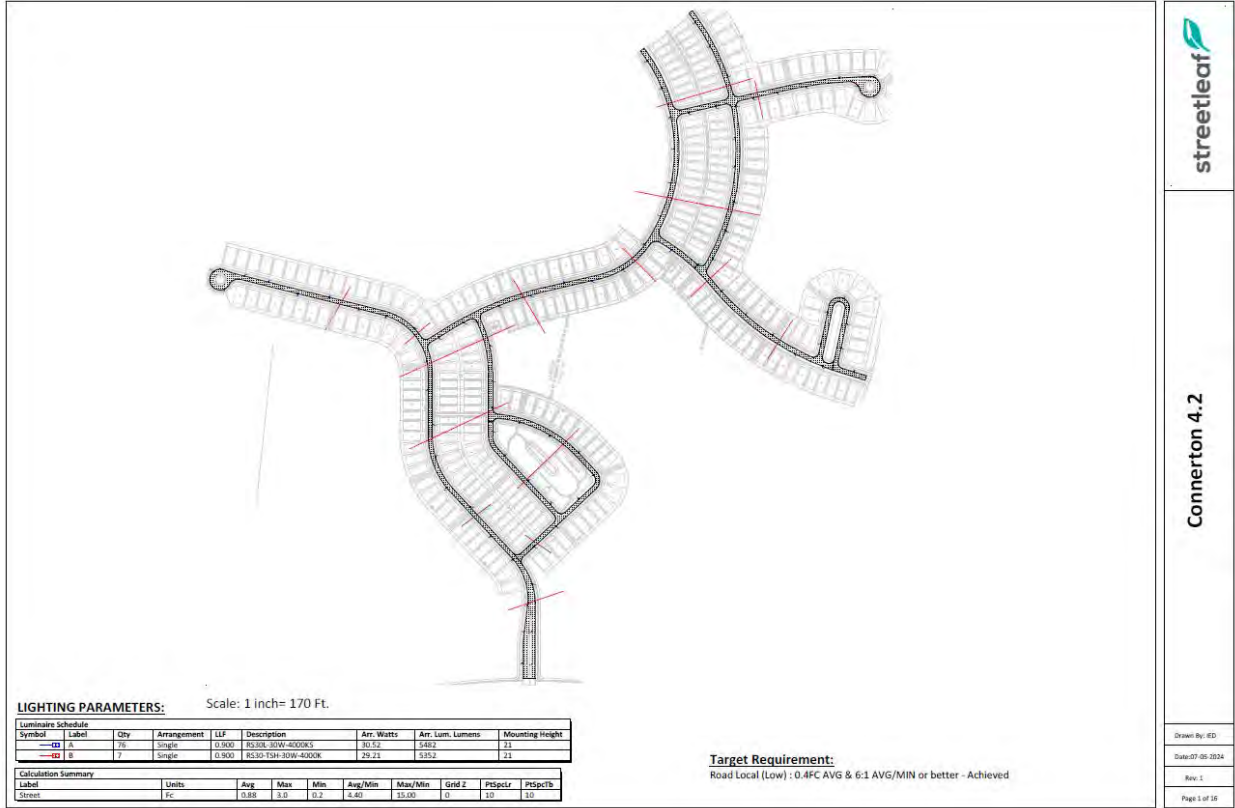 streetleaf
Connerton 4.2
LIGHTING PARAMETERS: Scale: 1 inch= 170 Ft.
Luminaire Schedule
Symbol Label Qty Arrangement LLF Description Arr. Watts Arr. Lum. Lumens Mounting Height
A 76 Single 0.900 RS30L-30W-4000KS 30.52 5482 21
B 7 Single 0.900 RS30-TSH-30W-4000K 29.21 5352 21
Calculation Summary
Label Units Avg Max Min Avg/Min Max/Min Grid Z PtSpcLr PtSpcTb
Street Fc 0.88 3.0 0.2 4.40 15.00 0 10 10
Target Requirement:
Road Local (Low) : 0.4FC AVG & 6:1 AVG/MIN or better - Achieved
Drawn By: IED
Date:07-05-2024
Rev: 1
Page 1 of 16